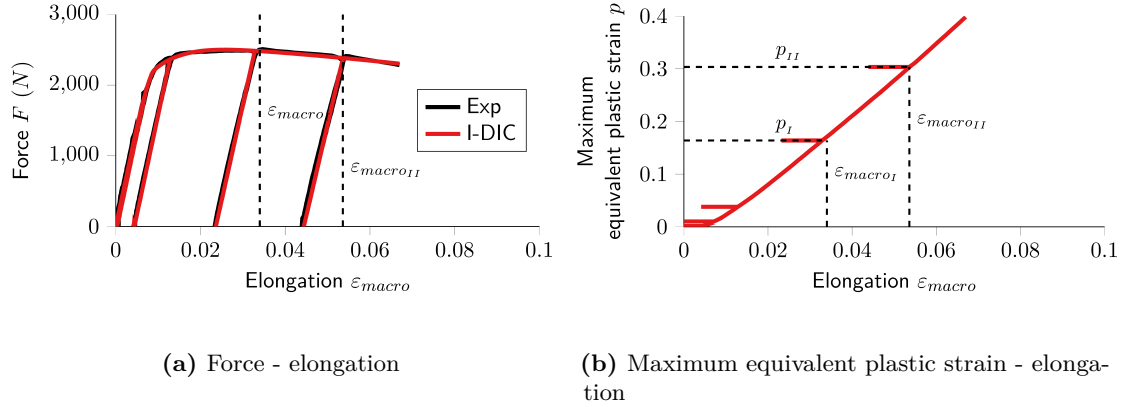 3,000
2,000
1,000
0
Force F (N)
0
0.02
0.04
0.06
0.08
0.1
Elongation ε_macro
ε_macro
ε_macro_II
Exp
I-DIC
(a) Force - elongation
0.4
0.3
0.2
0.1
0
Maximum
equivalent plastic strain p
p_II
p_I
ε_macro_II
ε_macro_I
0
0.02
0.04
0.06
0.08
0.1
Elongation ε_macro
(b) Maximum equivalent plastic strain - elonga-
tion